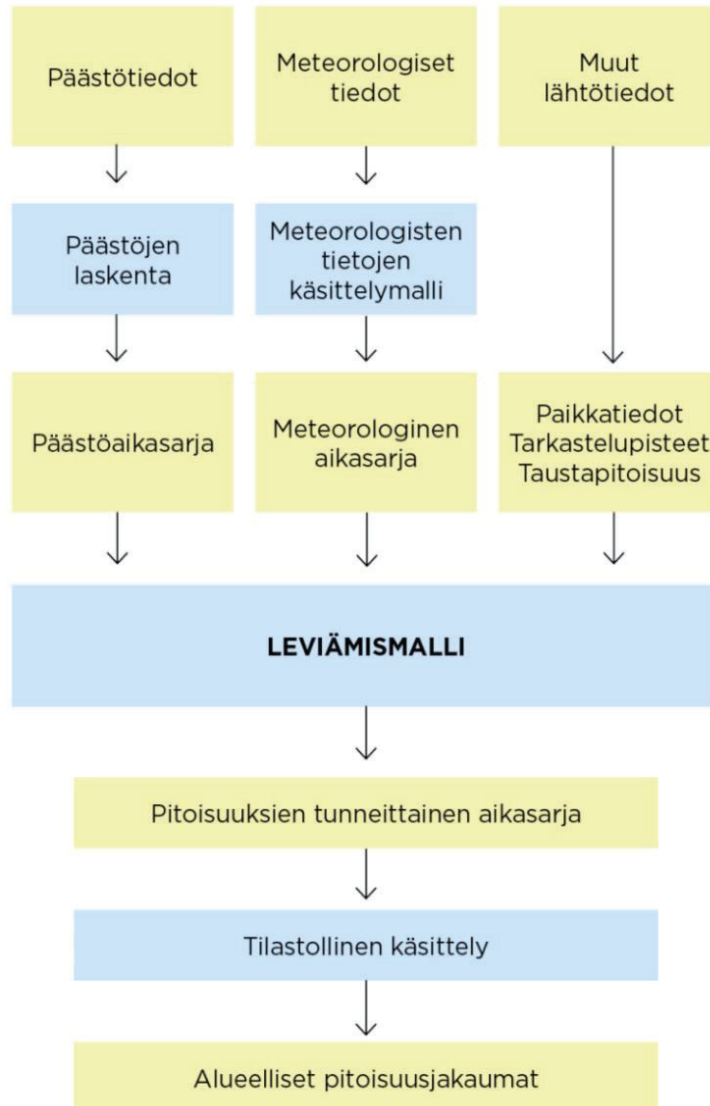 Päästötiedot
Meteorologiset
tiedot
Muut
lähtötiedot
Päästöjen
laskenta
Meteorologisten
tietojen
käsittelymalli
Päästöaikasarja
Meteorologinen
aikasarja
Paikkatiedot
Tarkastelupisteet
Taustapitoisuus
LEVIÄMISMALLI
Pitoisuuksien tunneittainen aikasarja
Tilastollinen käsittely
Alueelliset pitoisuusjakaumat